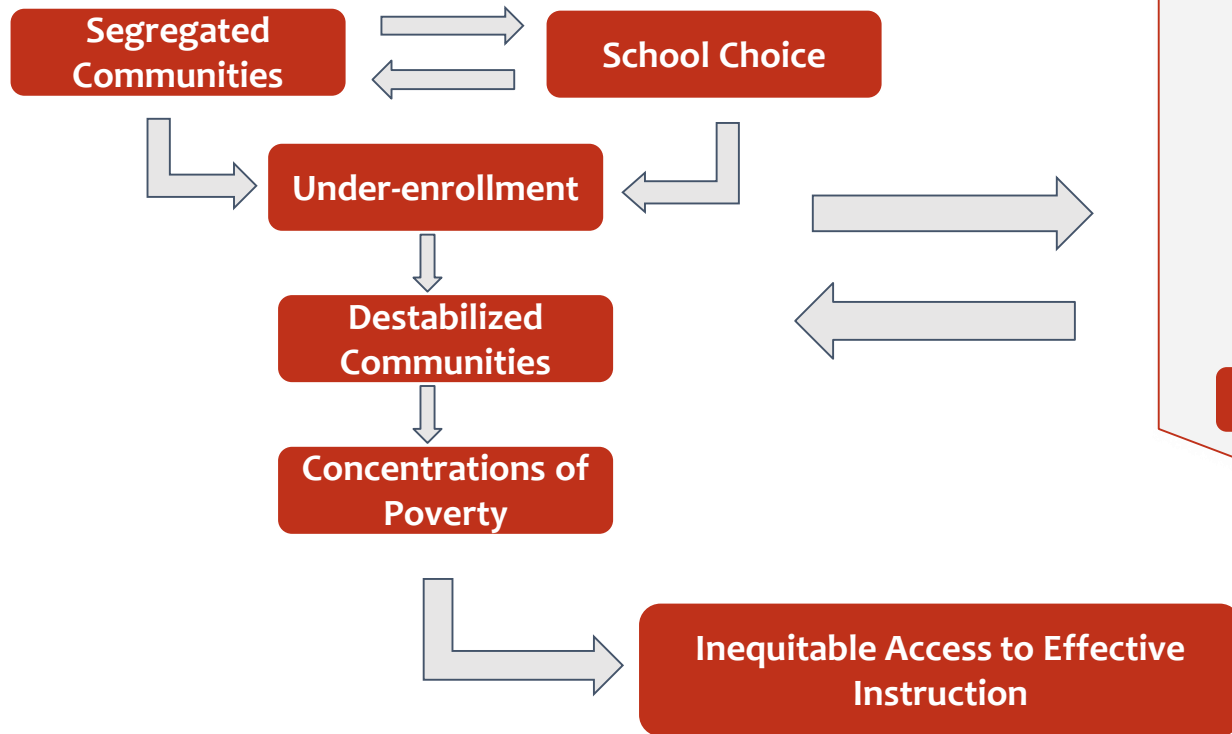 Segregated
Communities
School Choice
Under-enrollment
Destabilized
Communities
Concentrations of
Poverty
Inequitable Access to Effective
Instruction